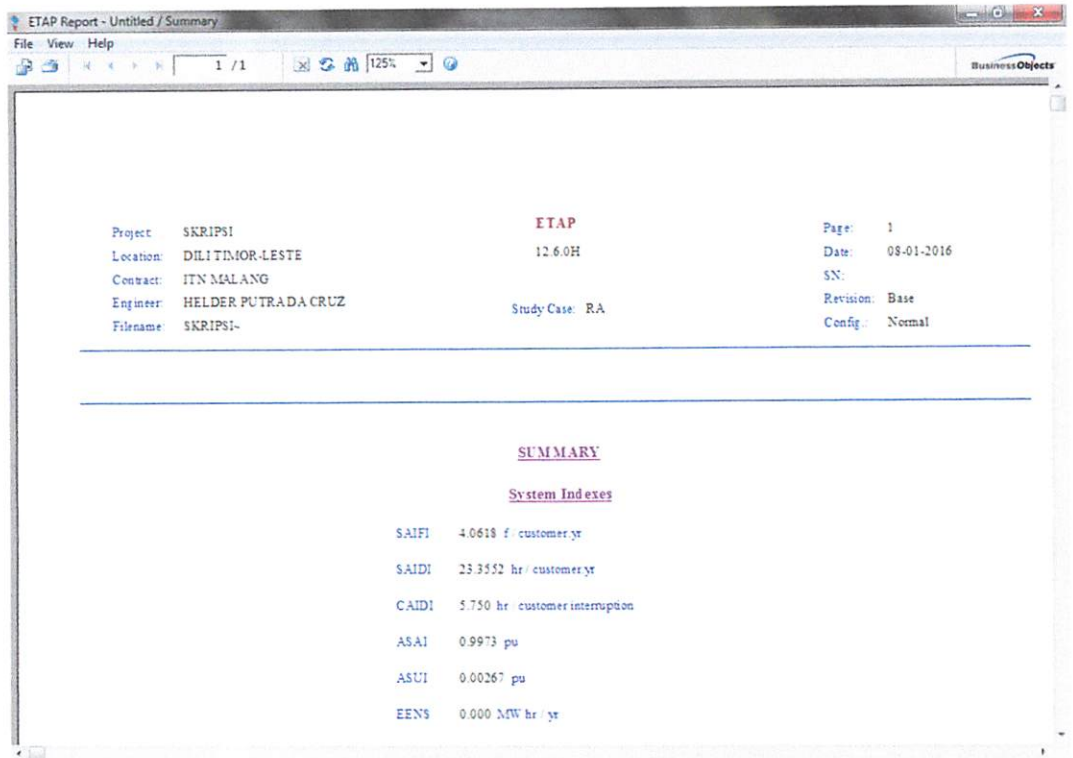 ETAP Report - Untitled / Summary
File View Help
1 /1 125% BusinessObjects
Project: SKRIPSI
Location: DILI TIMOR-LESTE
Contract: ITN MALANG
Engineer: HELDER PUTRA DA CRUZ
Filename: SKRIPSI~
ETAP
12.6.0H
Study Case: RA
Page: 1
Date: 08-01-2016
SN:
Revision: Base
Config.: Normal
SUMMARY
System Indexes
SAIFI 4.0618 f / customer.yr
SAIDI 23.3552 hr / customer.yr
CAIDI 5.750 hr / customer interruption
ASAI 0.9973 pu
ASUI 0.00267 pu
EENS 0.000 MW hr / yr